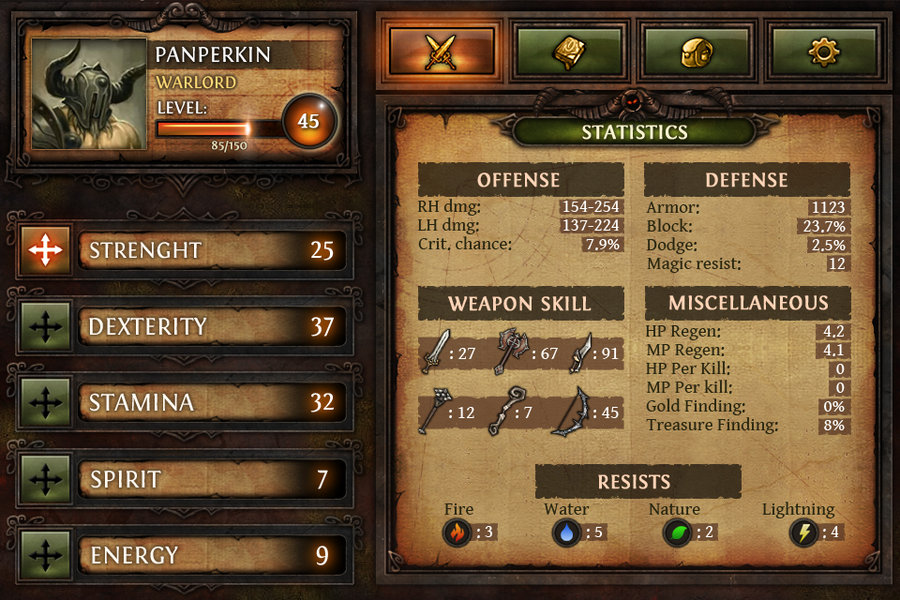 PANPERKIN
WARLORD
LEVEL:
45
85/150
STRENGHT 25
DEXTERITY 37
STAMINA 32
SPIRIT 7
ENERGY 9
STATISTICS
OFFENSE
RH dmg: 154-254
LH dmg: 137-224
Crit, chance: 7,9%
DEFENSE
Armor: 1123
Block: 23,7%
Dodge: 2.5%
Magic resist: 12
WEAPON SKILL
: 27 : 67 : 91
: 12 : 7 : 45
MISCELLANEOUS
HP Regen: 4.2
MP Regen: 4.1
HP Per Kill: 0
MP Per kill: 0
Gold Finding: 0%
Treasure Finding: 8%
RESISTS
Fire Water Nature Lightning
: 3 : 5 : 2 : 4